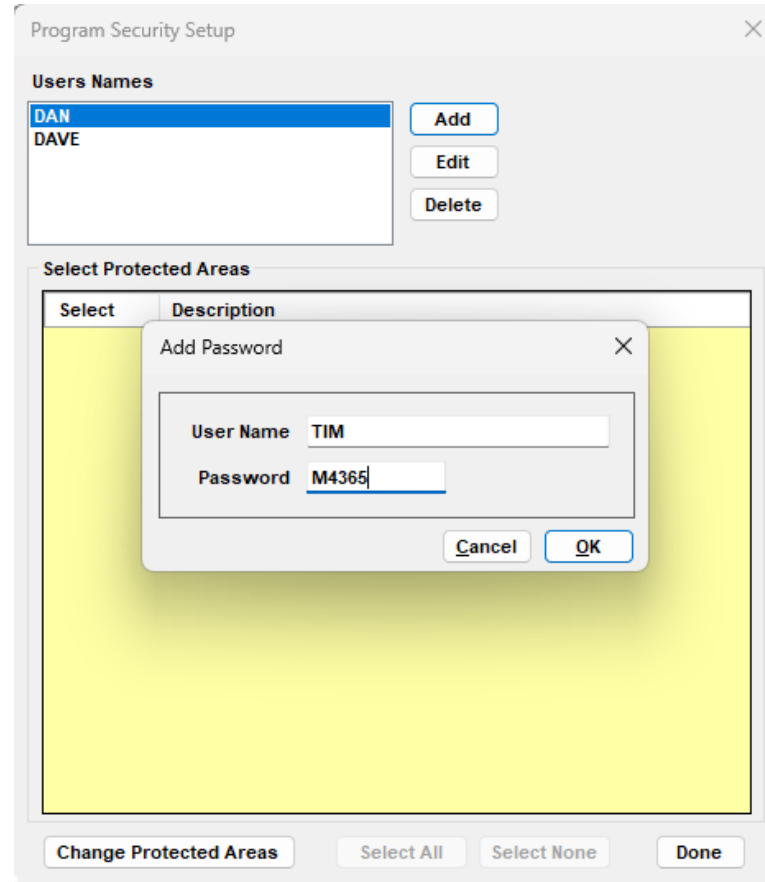 Program Security Setup
Users Names
DAN
DAVE
Add
Edit
Delete
Select Protected Areas
Select Description
Add Password
User Name TIM
Password M4365
Cancel OK
Change Protected Areas Select All Select None Done